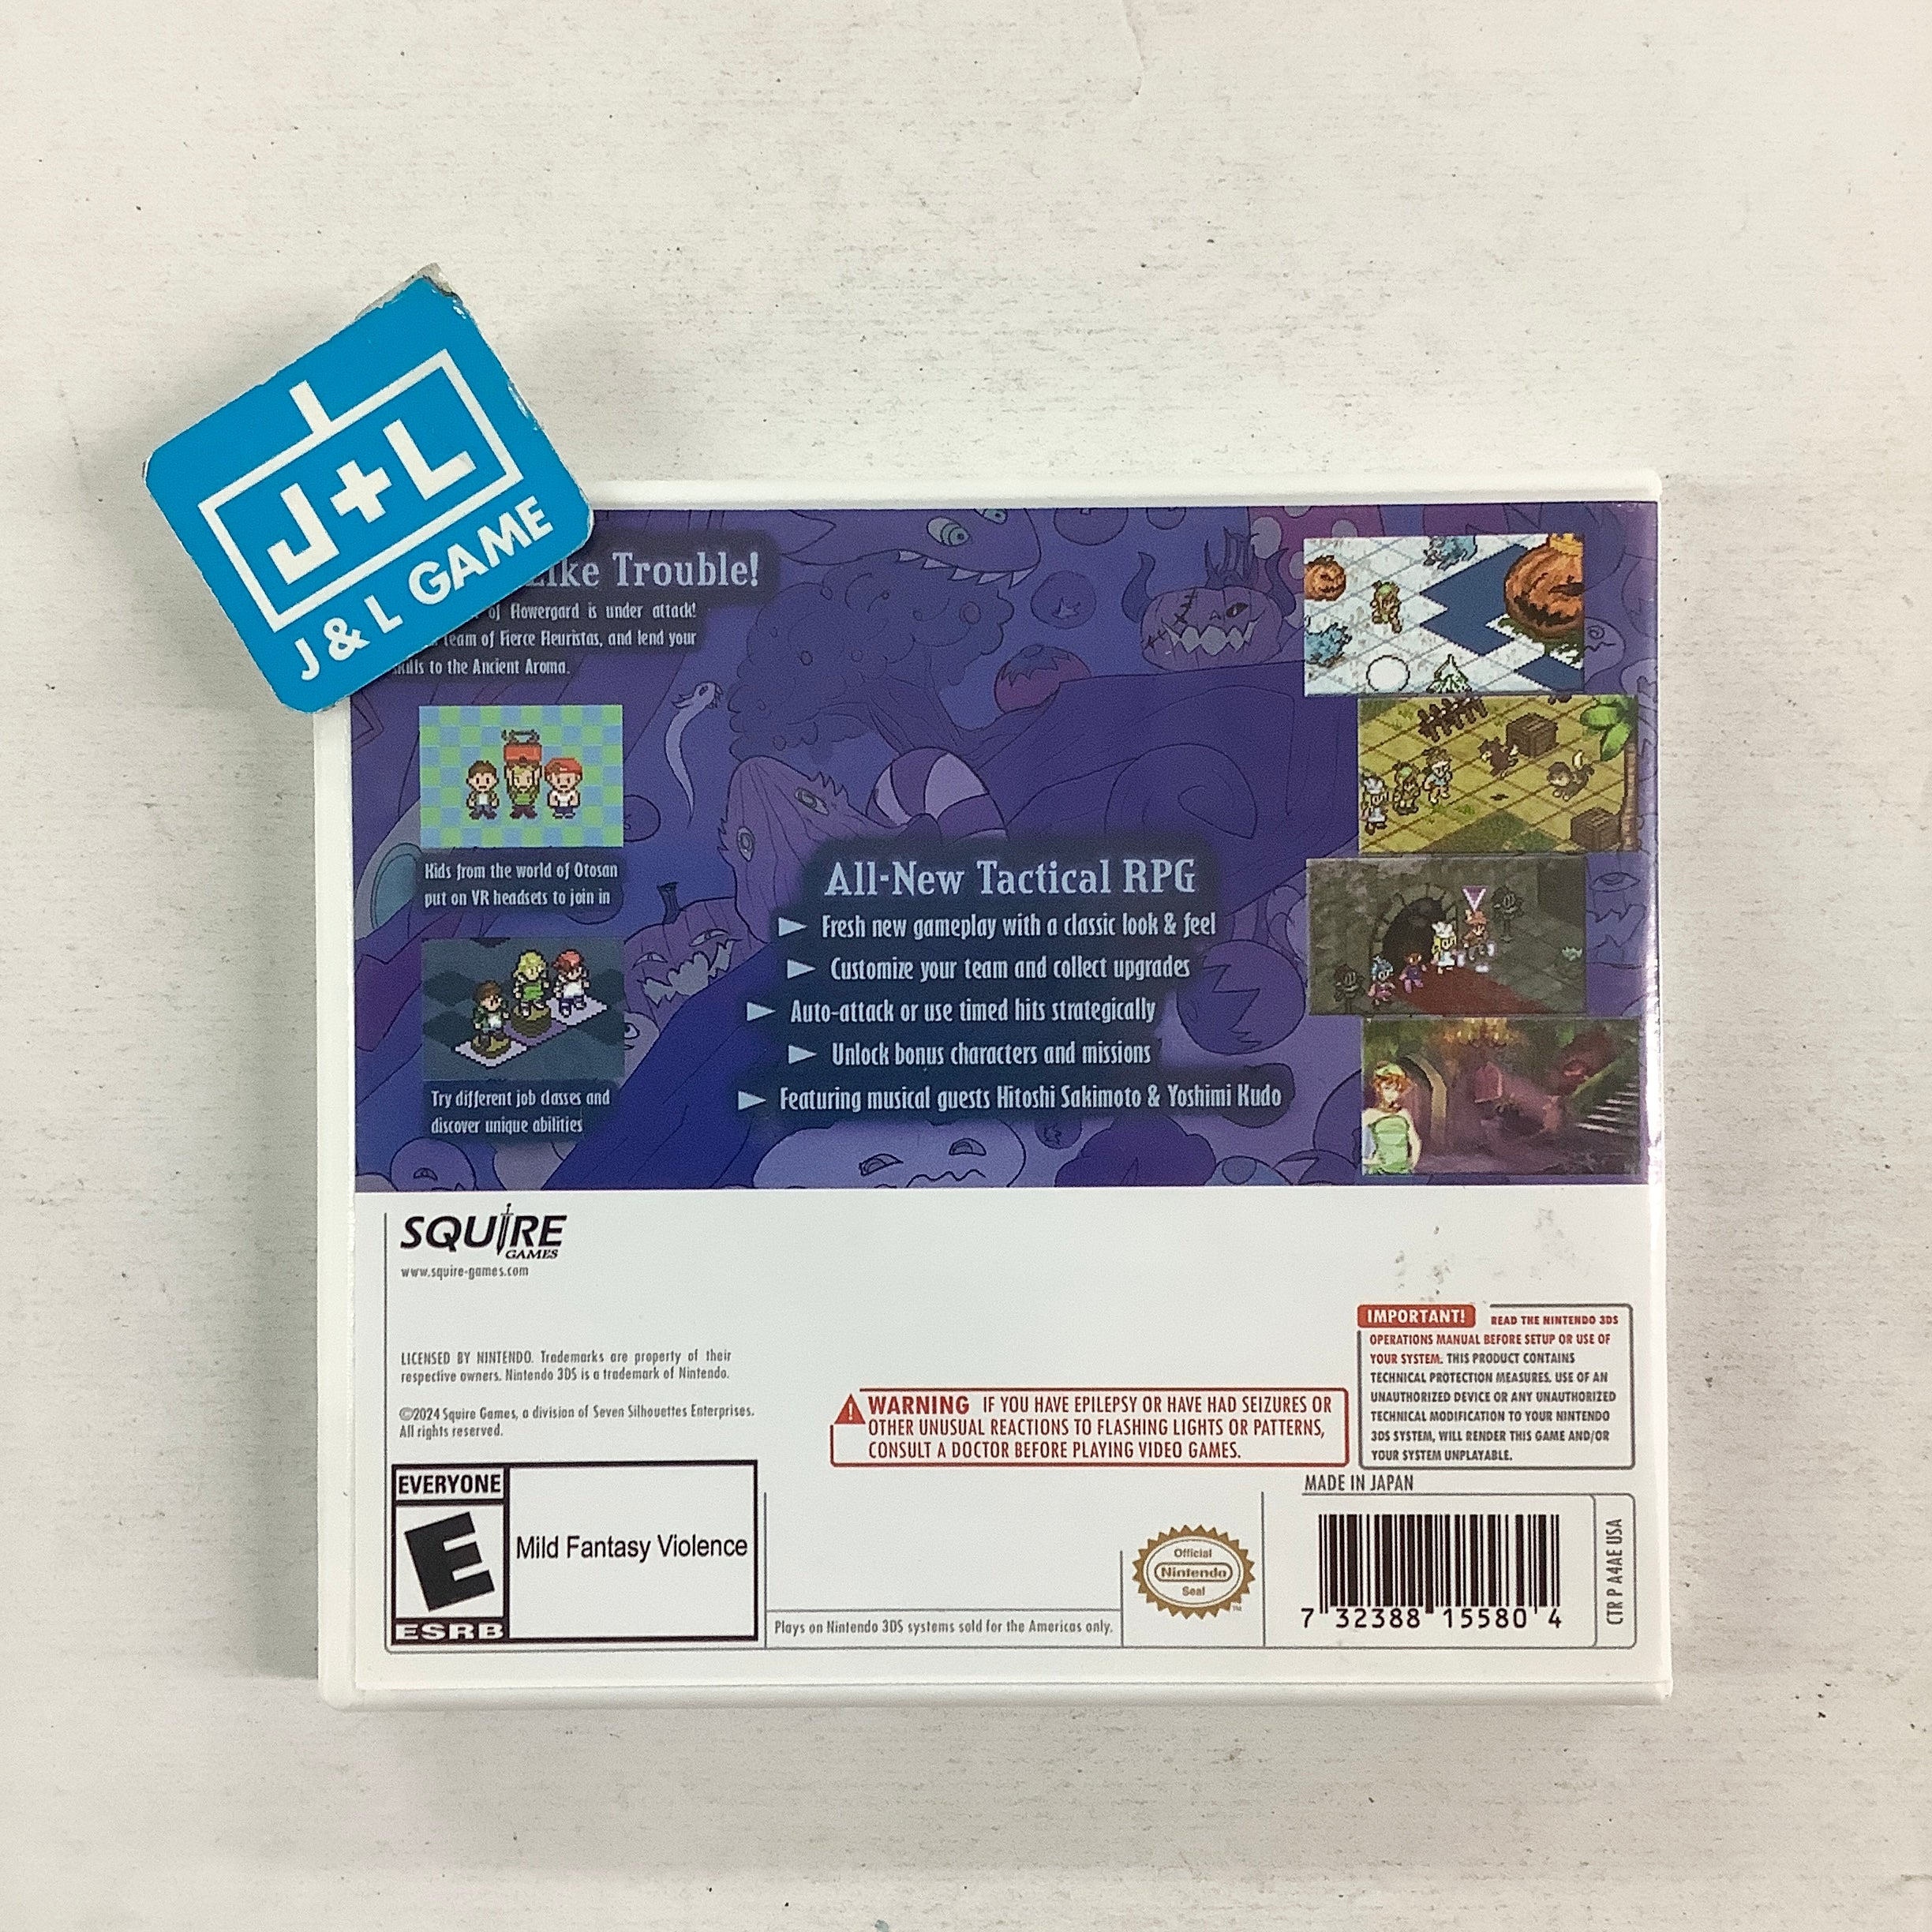 J+L
J & L GAME
Like Trouble!
of Flowergard is under attack!
team of Fierce Fleuristas, and lend your
to the Ancient Aroma.
Kids from the world of Otosan
put on VR headsets to join in
Try different job classes and
discover unique abilities
All-New Tactical RPG
Fresh new gameplay with a classic look & feel
Customize your team and collect upgrades
Auto-attack or use timed hits strategically
Unlock bonus characters and missions
Featuring musical guests Hitoshi Sakimoto & Yoshimi Kudo
SQUIRE
GAMES
www.squire-games.com
LICENSED BY NINTENDO. Trademarks are property of their
respective owners. Nintendo 3DS is a trademark of Nintendo.
©2024 Squire Games, a division of Seven Silhouettes Enterprises.
All rights reserved.
WARNING IF YOU HAVE EPILEPSY OR HAVE HAD SEIZURES OR
OTHER UNUSUAL REACTIONS TO FLASHING LIGHTS OR PATTERNS,
CONSULT A DOCTOR BEFORE PLAYING VIDEO GAMES.
IMPORTANT! READ THE NINTENDO 3DS
OPERATIONS MANUAL BEFORE SETUP OR USE OF
YOUR SYSTEM. THIS PRODUCT CONTAINS
TECHNICAL PROTECTION MEASURES. USE OF AN
UNAUTHORIZED DEVICE OR ANY UNAUTHORIZED
TECHNICAL MODIFICATION TO YOUR NINTENDO
3DS SYSTEM, WILL RENDER THIS GAME AND/OR
YOUR SYSTEM UNPLAYABLE.
EVERYONE
E
ESRB
Mild Fantasy Violence
Plays on Nintendo 3DS systems sold for the Americas only.
Official
Nintendo
Seal
TM
MADE IN JAPAN
7 32388 15580 4
CTR P A4AE USA